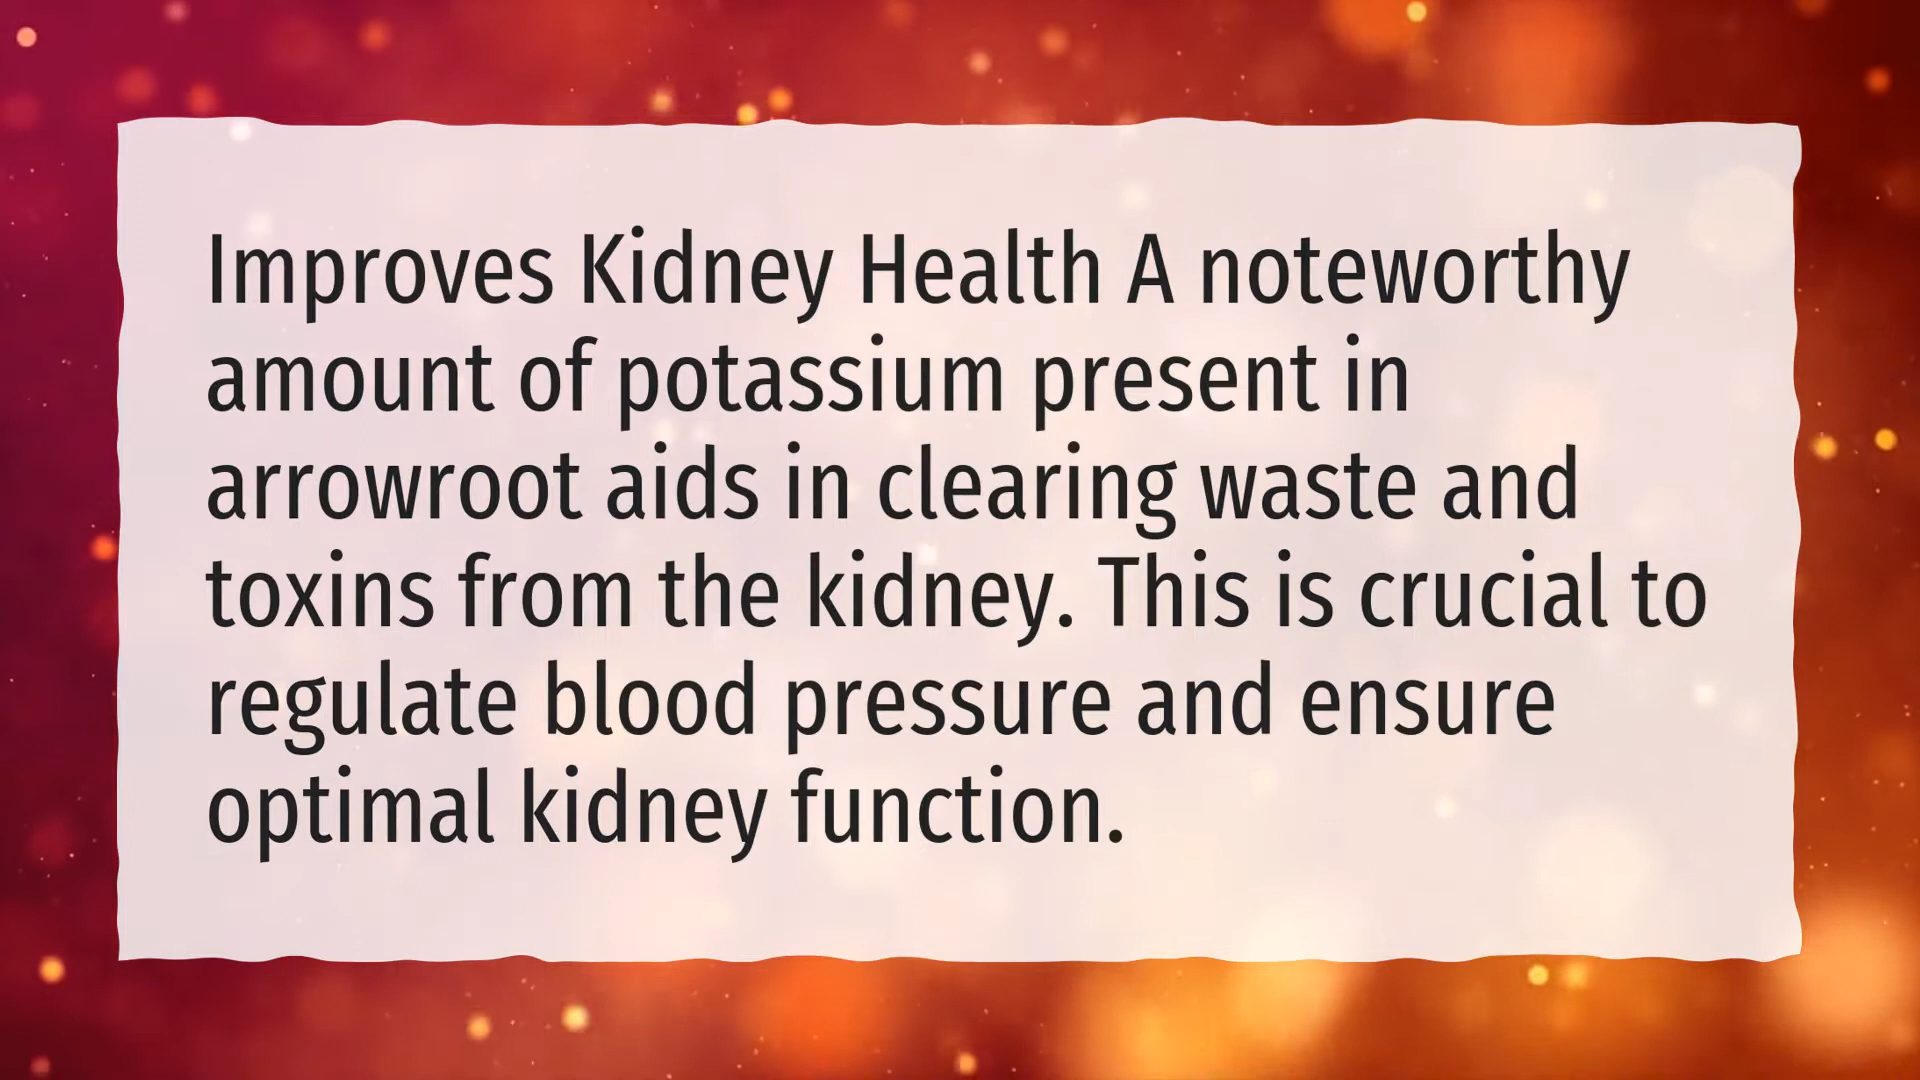 Improves Kidney Health A noteworthy
amount of potassium present in
arrowroot aids in clearing waste and
toxins from the kidney. This is crucial to
regulate blood pressure and ensure
optimal kidney function.